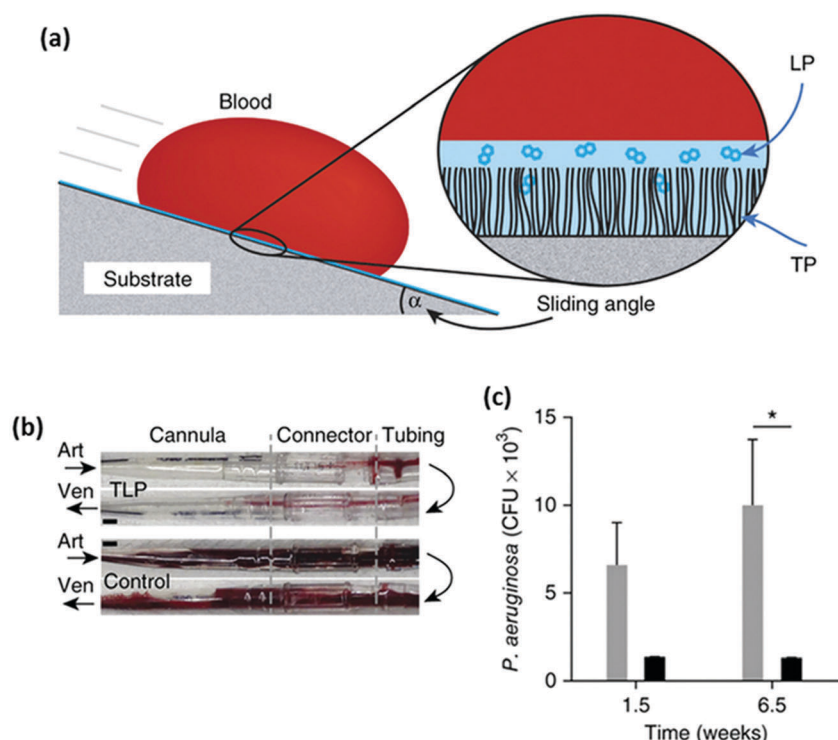 (a)
Blood
LP
Substrate
TP
α
Sliding angle
(b)
Cannula
Connector
Tubing
Art
TLP
Ven
Art
Control
Ven
(c)
15
*
10
5
0
P. aeruginosa (CFU × 10³)
1.5
6.5
Time (weeks)